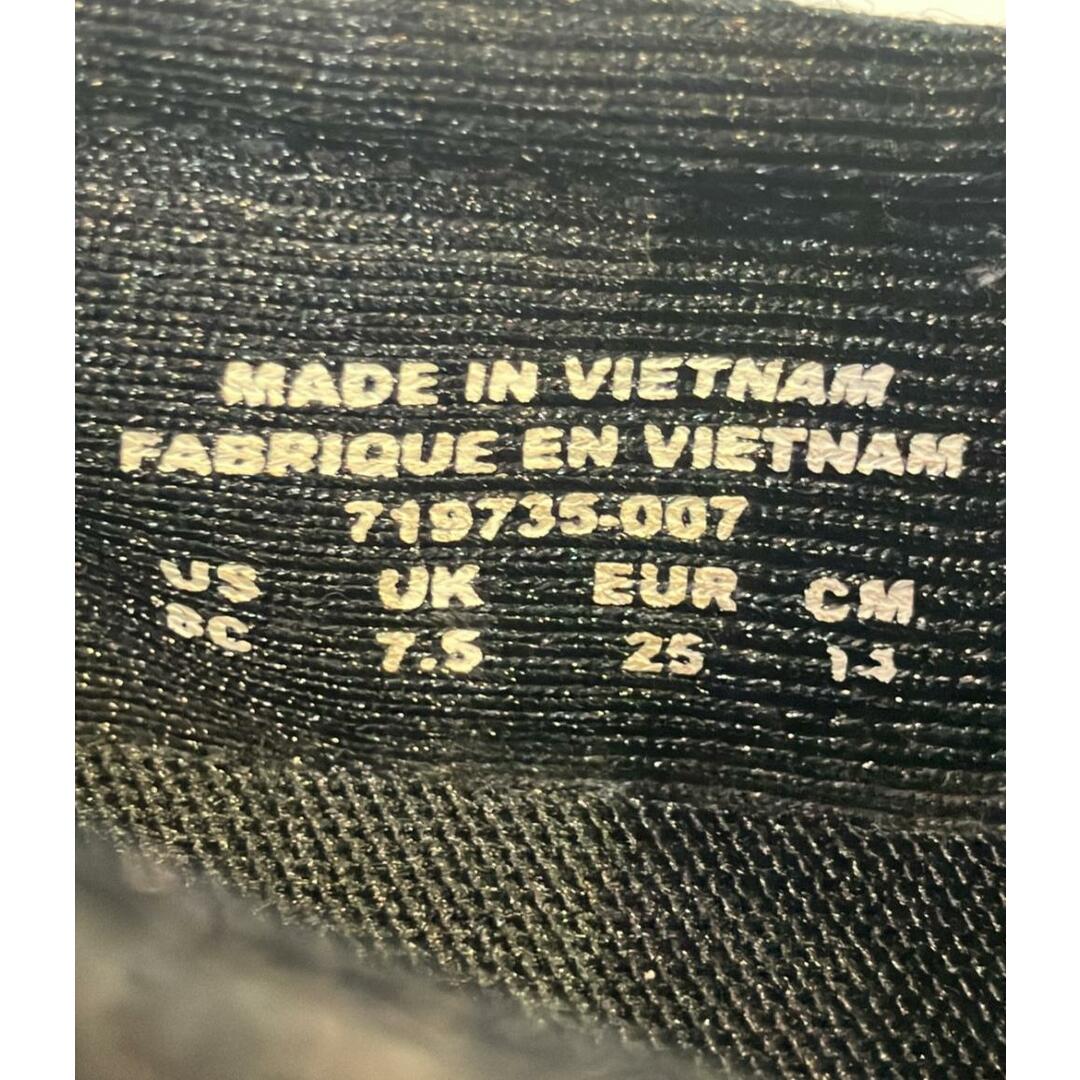 MADE IN VIETNAM
FABRIQUE EN VIETNAM
719735-007
US UK EUR CM
8C 7.5 25 14